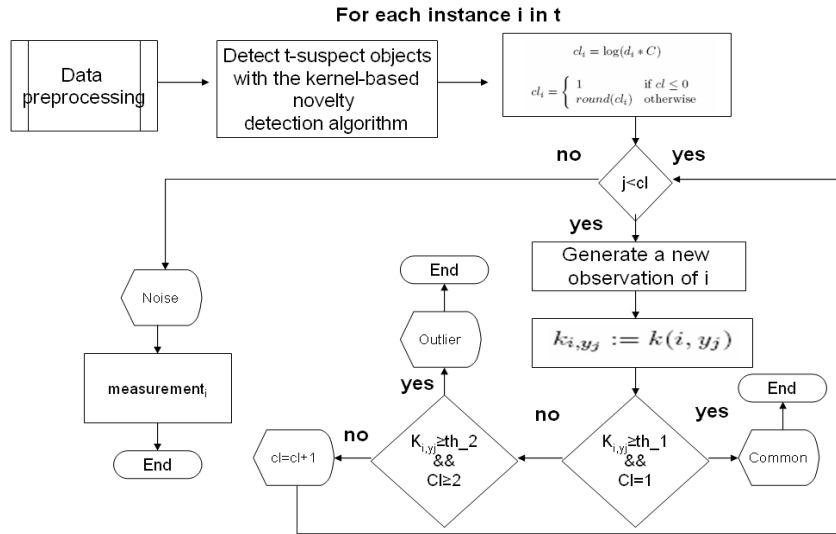 For each instance i in t
Data
preprocessing
Detect t-suspect objects
with the kernel-based
novelty
detection algorithm
cl_i = log(d_i * C)
cl_i = { 1 if cl ≤ 0
round(cl_i) otherwise
no
yes
j<cl
yes
Generate a new
observation of i
End
Noise
Outlier
k_{i,y_j} := k(i, y_j)
yes
measurement_i
End
no
K_{i,yj}≥th_2
&&
Cl≥2
no
K_{i,yj}≥th_1
&&
Cl=1
yes
End
cl=cl+1
Common